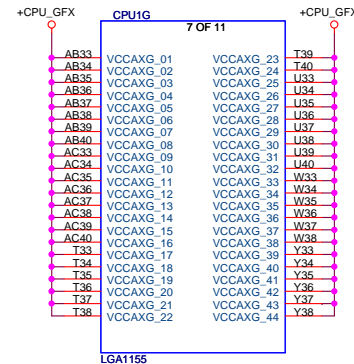 +CPU_GFX CPU1G +CPU_GFX
7 OF 11
AB33 VCCAXG_01 VCCAXG_23 T39
AB34 VCCAXG_02 VCCAXG_24 T40
AB35 VCCAXG_03 VCCAXG_25 U33
AB36 VCCAXG_04 VCCAXG_26 U34
AB37 VCCAXG_05 VCCAXG_27 U35
AB38 VCCAXG_06 VCCAXG_28 U36
AB39 VCCAXG_07 VCCAXG_29 U37
AB40 VCCAXG_08 VCCAXG_30 U38
AC33 VCCAXG_09 VCCAXG_31 U39
AC34 VCCAXG_10 VCCAXG_32 U40
AC35 VCCAXG_11 VCCAXG_33 W33
AC36 VCCAXG_12 VCCAXG_34 W34
AC37 VCCAXG_13 VCCAXG_35 W35
AC38 VCCAXG_14 VCCAXG_36 W36
AC39 VCCAXG_15 VCCAXG_37 W37
AC40 VCCAXG_16 VCCAXG_38 W38
T33 VCCAXG_17 VCCAXG_39 Y33
T34 VCCAXG_18 VCCAXG_40 Y34
T35 VCCAXG_19 VCCAXG_41 Y35
T36 VCCAXG_20 VCCAXG_42 Y36
T37 VCCAXG_21 VCCAXG_43 Y37
T38 VCCAXG_22 VCCAXG_44 Y38
LGA1155